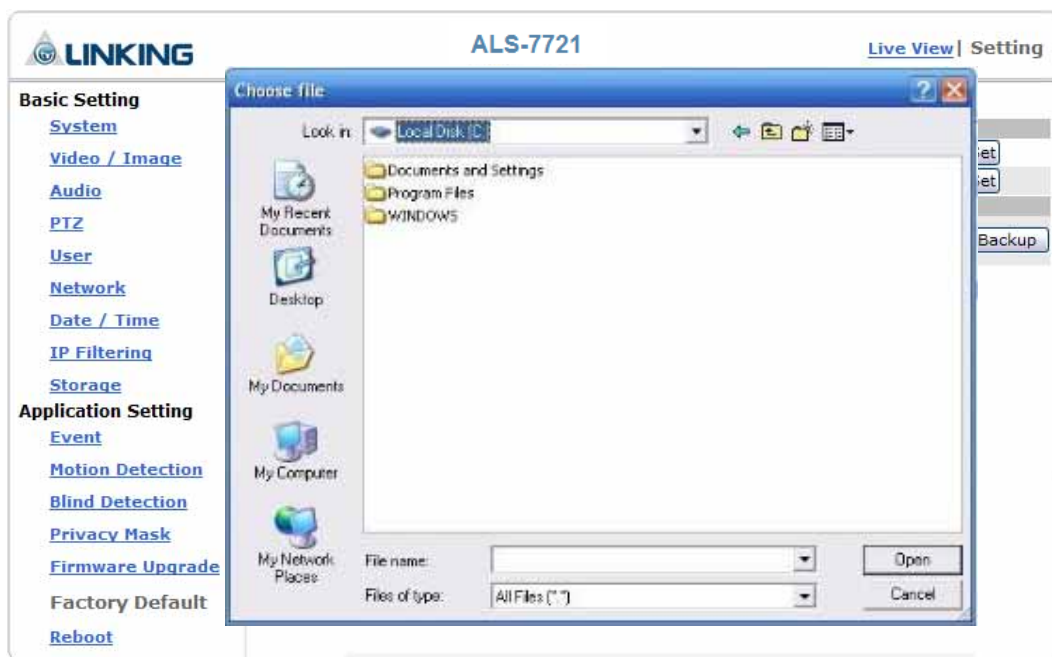 LINKING
ALS-7721
Live View| Setting
Basic Setting
System
Video / Image
Audio
PTZ
User
Network
Date / Time
IP Filtering
Storage
Application Setting
Event
Motion Detection
Blind Detection
Privacy Mask
Firmware Upgrade
Factory Default
Reboot
Choose file
Look in:
Local Disk (C:)
My Recent
Documents
Desktop
My Documents
My Computer
My Network
Places
Documents and Settings
Program Files
WINDOWS
File name:
Open
Files of type:
All Files (*.*)
Cancel
et
et
Backup